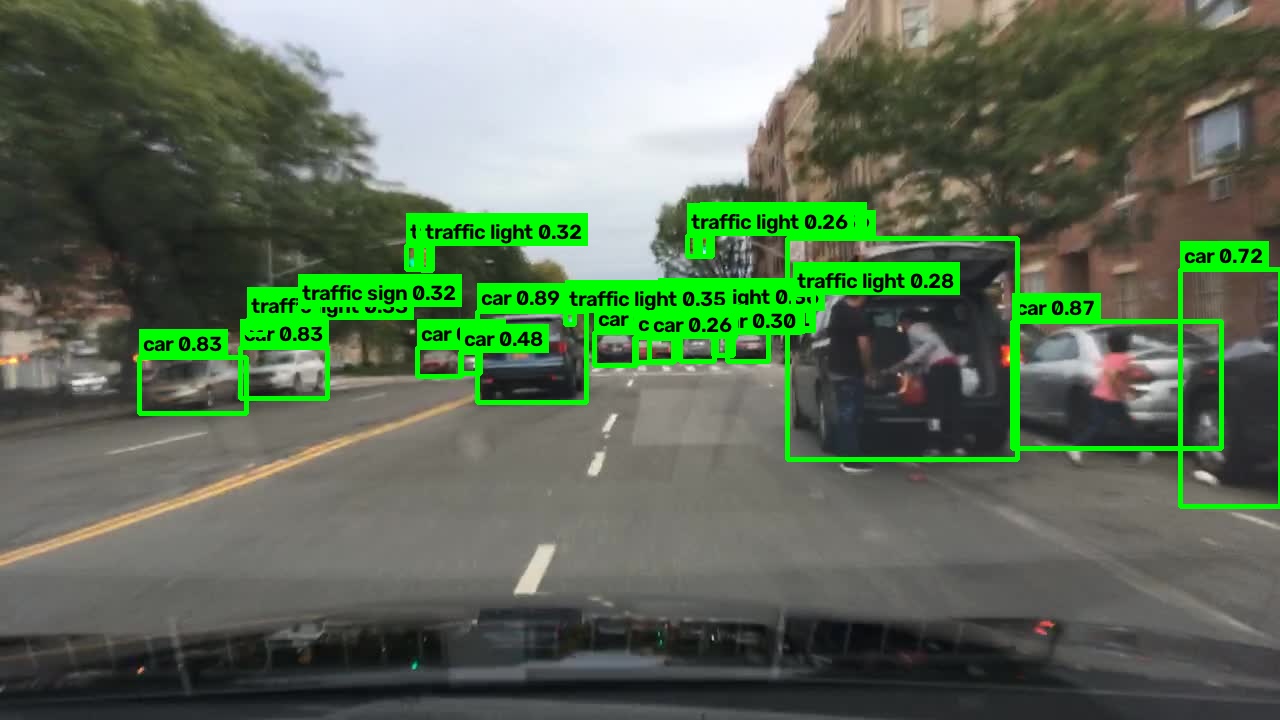 traffic light 0.32
traffic light 0.26
car 0.72
traffic light 0.28
traffic sign 0.32
car 0.89
traffic light 0.35
car 0.87
car 0.26
car 0.83
car 0.83
car 0.48